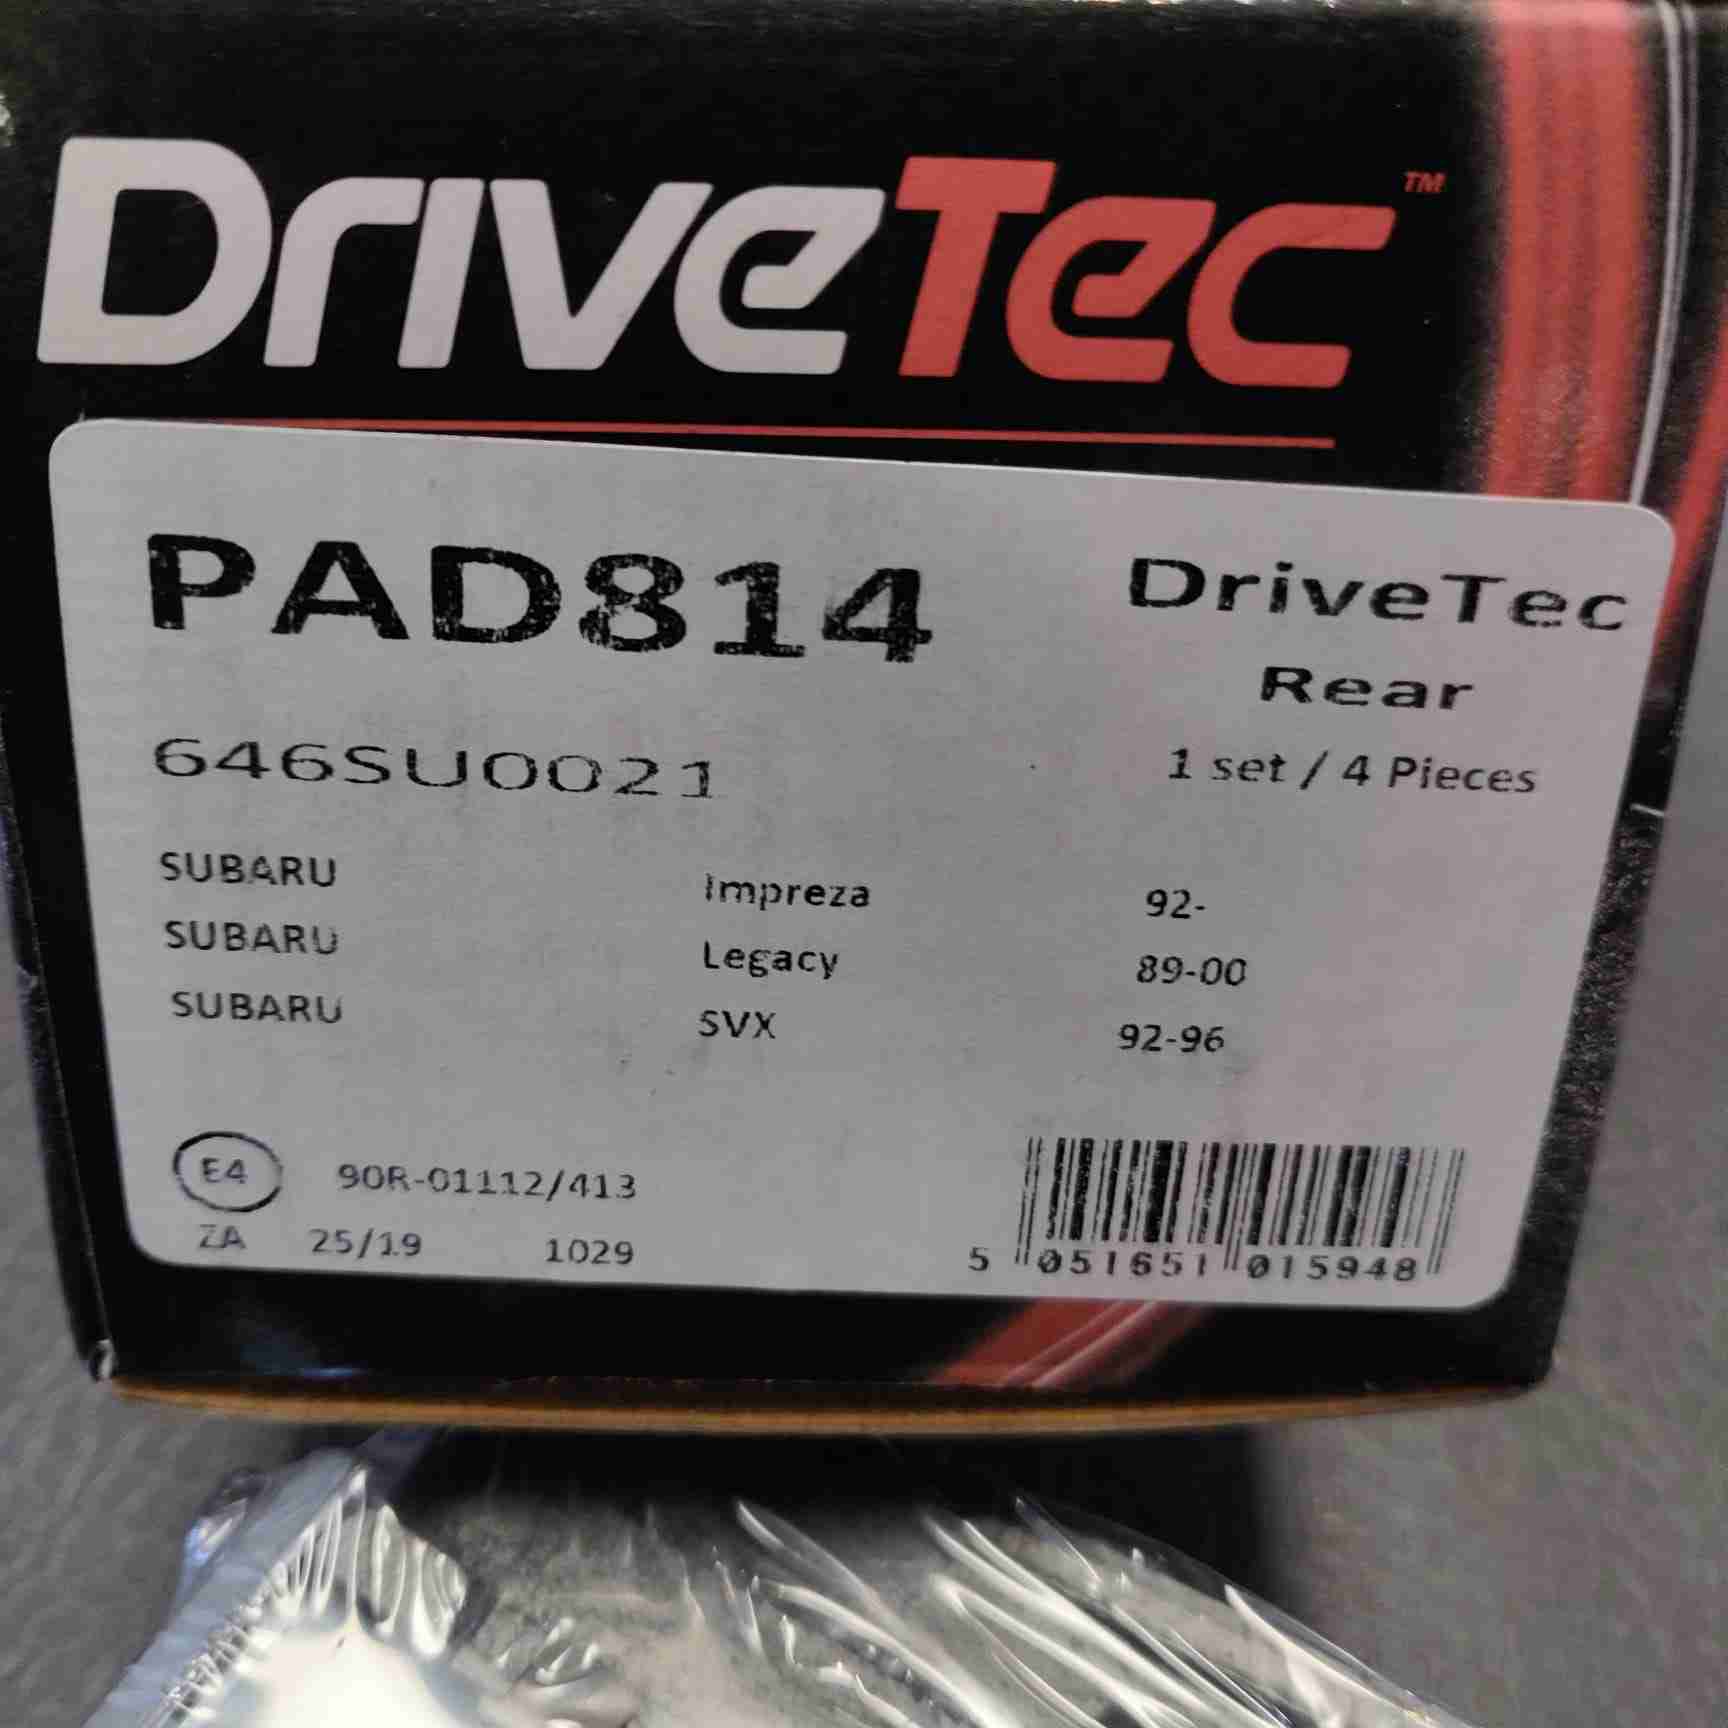 DriveTec™
PAD814
DriveTec
Rear
646SU0021
1 set / 4 Pieces
SUBARU Impreza 92-
SUBARU Legacy 89-00
SUBARU SVX 92-96
E4 90R-01112/413
ZA 25/19 1029
5 051651 015948